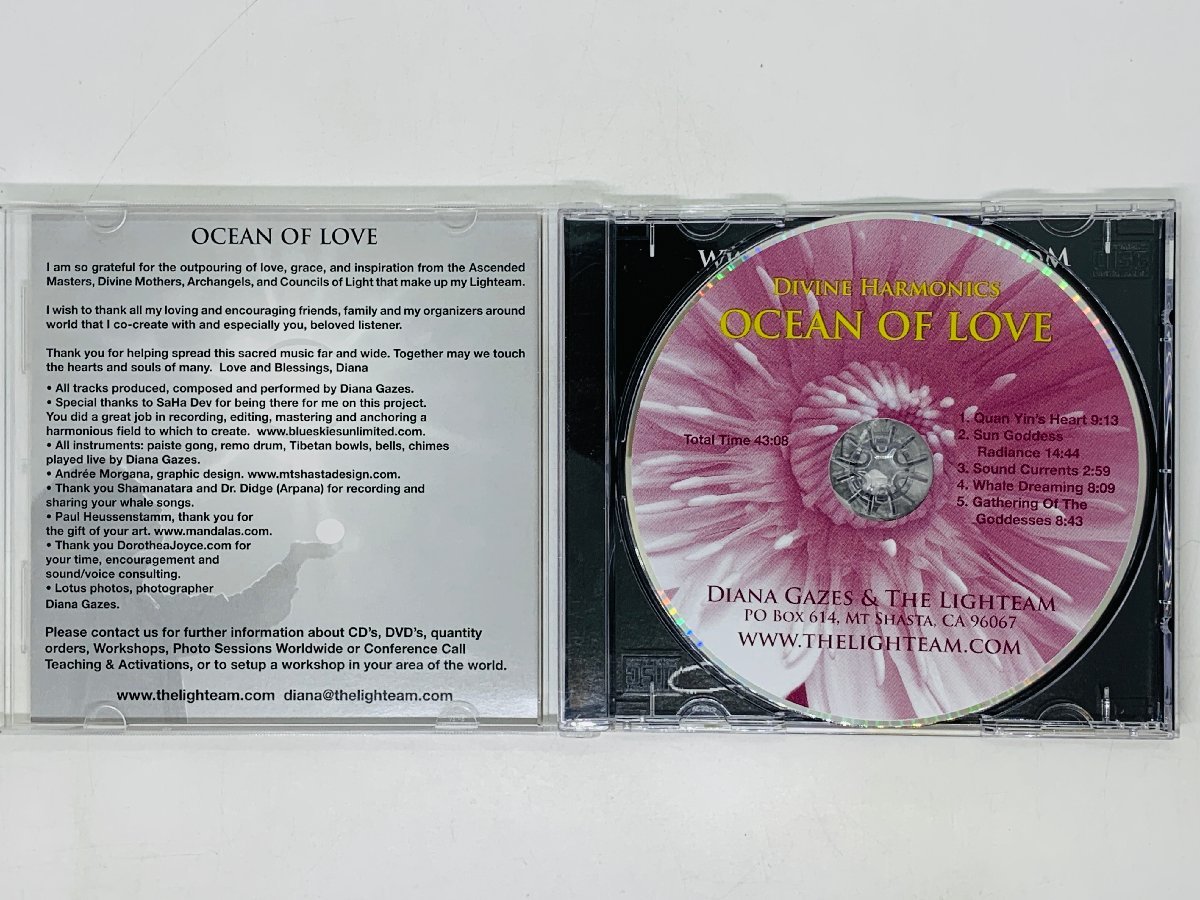 OCEAN OF LOVE
I am so grateful for the outpouring of love, grace, and inspiration from the Ascended
Masters, Divine Mothers, Archangels, and Councils of Light that make up my Lighteam.
I wish to thank all my loving and encouraging friends, family and my organizers around
world that I co-create with and especially you, beloved listener.
Thank you for helping spread this sacred music far and wide. Together may we touch
the hearts and souls of many. Love and Blessings, Diana
• All tracks produced, composed and performed by Diana Gazes.
• Special thanks to SaHa Dev for being there for me on this project.
You did a great job in recording, editing, mastering and anchoring a
harmonious field to which to create. www.blueskiesunlimited.com.
• All instruments: paiste gong, remo drum, Tibetan bowls, bells, chimes
played live by Diana Gazes.
• Andrée Morgana, graphic design. www.mtshastadesign.com.
• Thank you Shamanatara and Dr. Didge (Arpana) for recording and
sharing your whale songs.
• Paul Heussenstamm, thank you for
the gift of your art. www.mandalas.com.
• Thank you DorotheaJoyce.com for
your time, encouragement and
sound/voice consulting.
• Lotus photos, photographer
Diana Gazes.
Please contact us for further information about CD's, DVD's, quantity
orders, Workshops, Photo Sessions Worldwide or Conference Call
Teaching & Activations, or to setup a workshop in your area of the world.
www.thelighteam.com diana@thelighteam.com
DIVINE HARMONICS
OCEAN OF LOVE
Total Time 43:08
1. Quan Yin's Heart 9:13
2. Sun Goddess
Radiance 14:44
3. Sound Currents 2:59
4. Whale Dreaming 8:09
5. Gathering Of The
Goddesses 8:43
DIANA GAZES & THE LIGHTEAM
PO BOX 614, MT SHASTA, CA 96067
WWW.THELIGHTEAM.COM